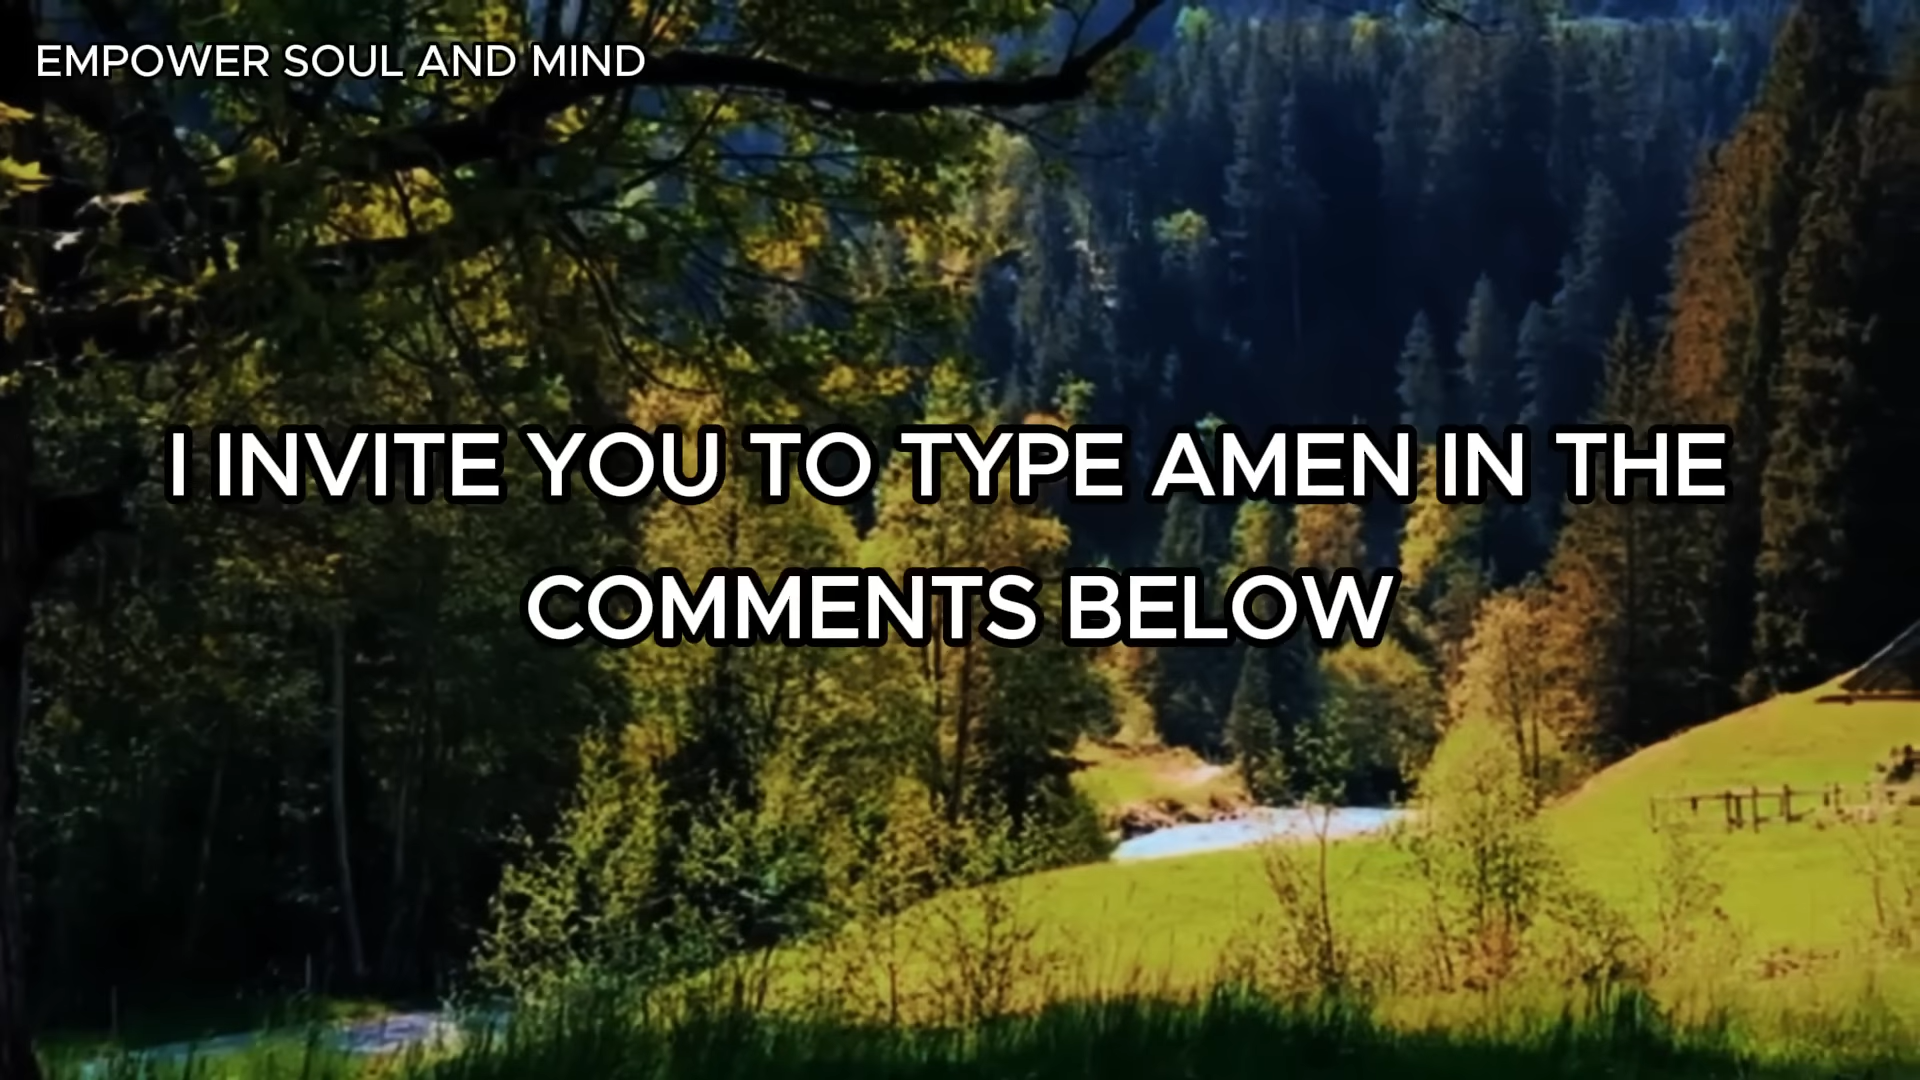 EMPOWER SOUL AND MIND
I INVITE YOU TO TYPE AMEN IN THE
COMMENTS BELOW